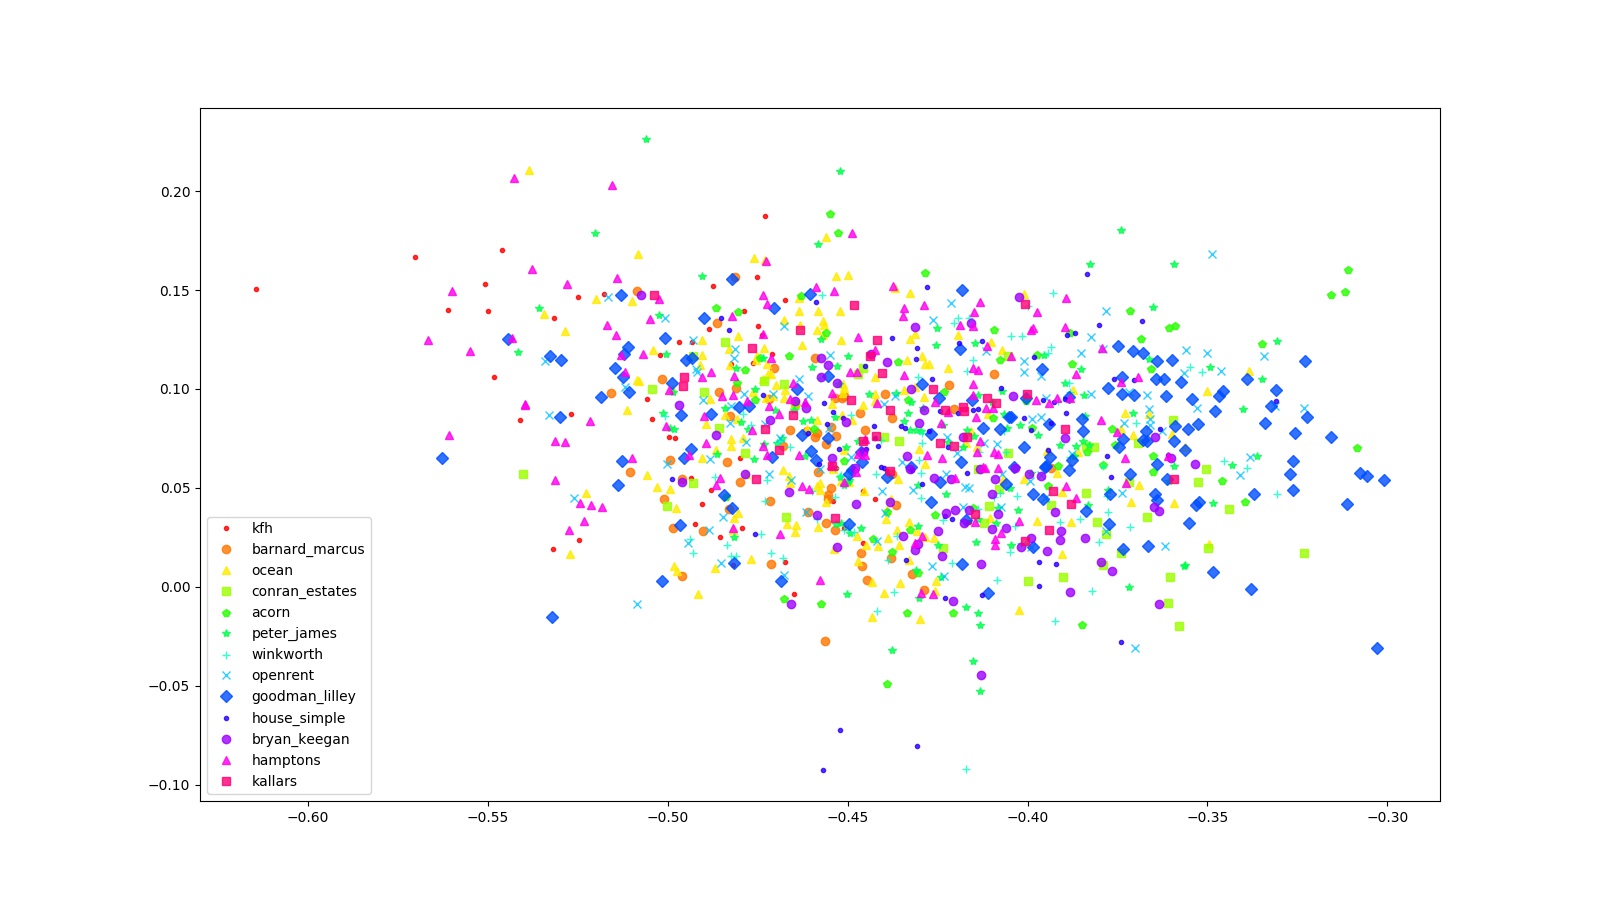 0.20
0.15
0.10
0.05
0.00
−0.05
−0.10
kfh
barnard_marcus
ocean
conran_estates
acorn
peter_james
winkworth
openrent
goodman_lilley
house_simple
bryan_keegan
hamptons
kallars
−0.60
−0.55
−0.50
−0.45
−0.40
−0.35
−0.30